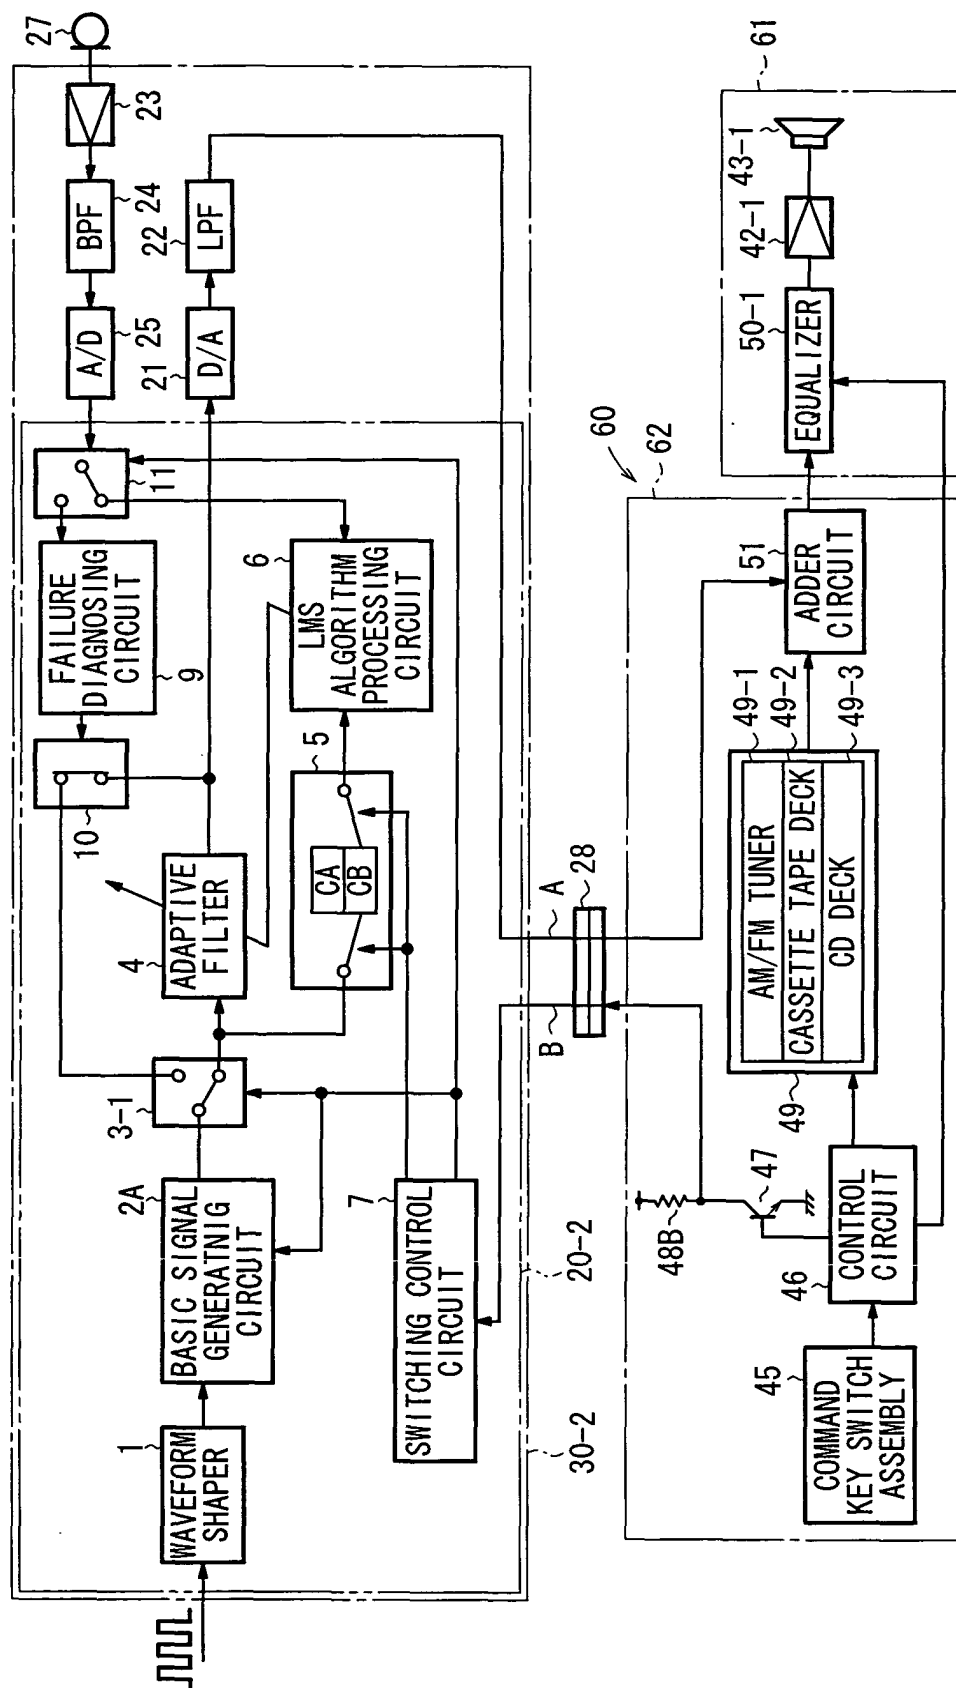 27
23
BPF
24
22
LPF
A/D
25
21
D/A
11
FAILURE
DIAGNOSING
CIRCUIT
9
10
6
LMS
ALGORITHM
PROCESSING
CIRCUIT
5
CA
CB
4
ADAPTIVE
FILTER
3-1
2A
BASIC SIGNAL
GENERATNIG
CIRCUIT
7
SWITCHING CONTROL
CIRCUIT
20-2
30-2
1
WAVEFORM
SHAPER
A
B
28
60
61
62
43-1
42-1
50-1
EQUALIZER
51
ADDER
CIRCUIT
49-1
49-2
49-3
AM/FM TUNER
CASSETTE TAPE DECK
CD DECK
49
47
48B
46
CONTROL
CIRCUIT
45
COMMAND
KEY SWITCH
ASSEMBLY